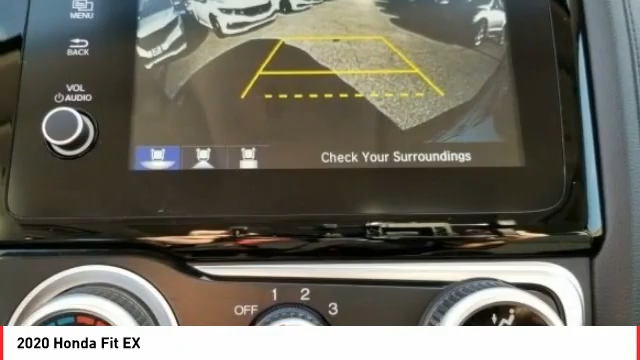 MENU
BACK
VOL
AUDIO
Check Your Surroundings
OFF 1 2 3
2020 Honda Fit EX